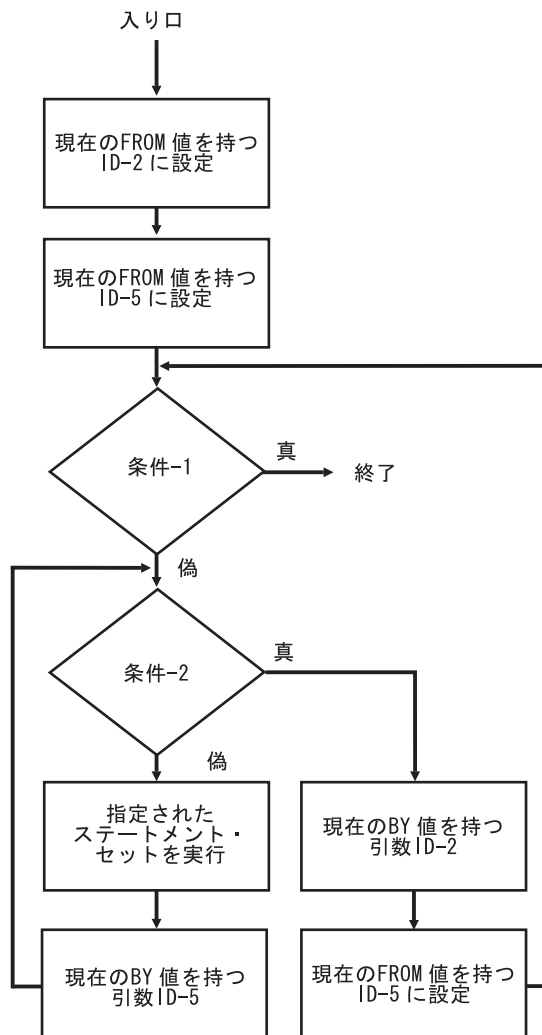 入り口
現在のFROM 値を持つ
ID-2 に設定
現在のFROM 値を持つ
ID-5 に設定
条件-1
真
終了
偽
条件-2
真
偽
指定された
ステートメント・
セットを実行
現在のBY 値を持つ
引数ID-2
現在のBY 値を持つ
引数ID-5
現在のFROM 値を持つ
ID-5 に設定